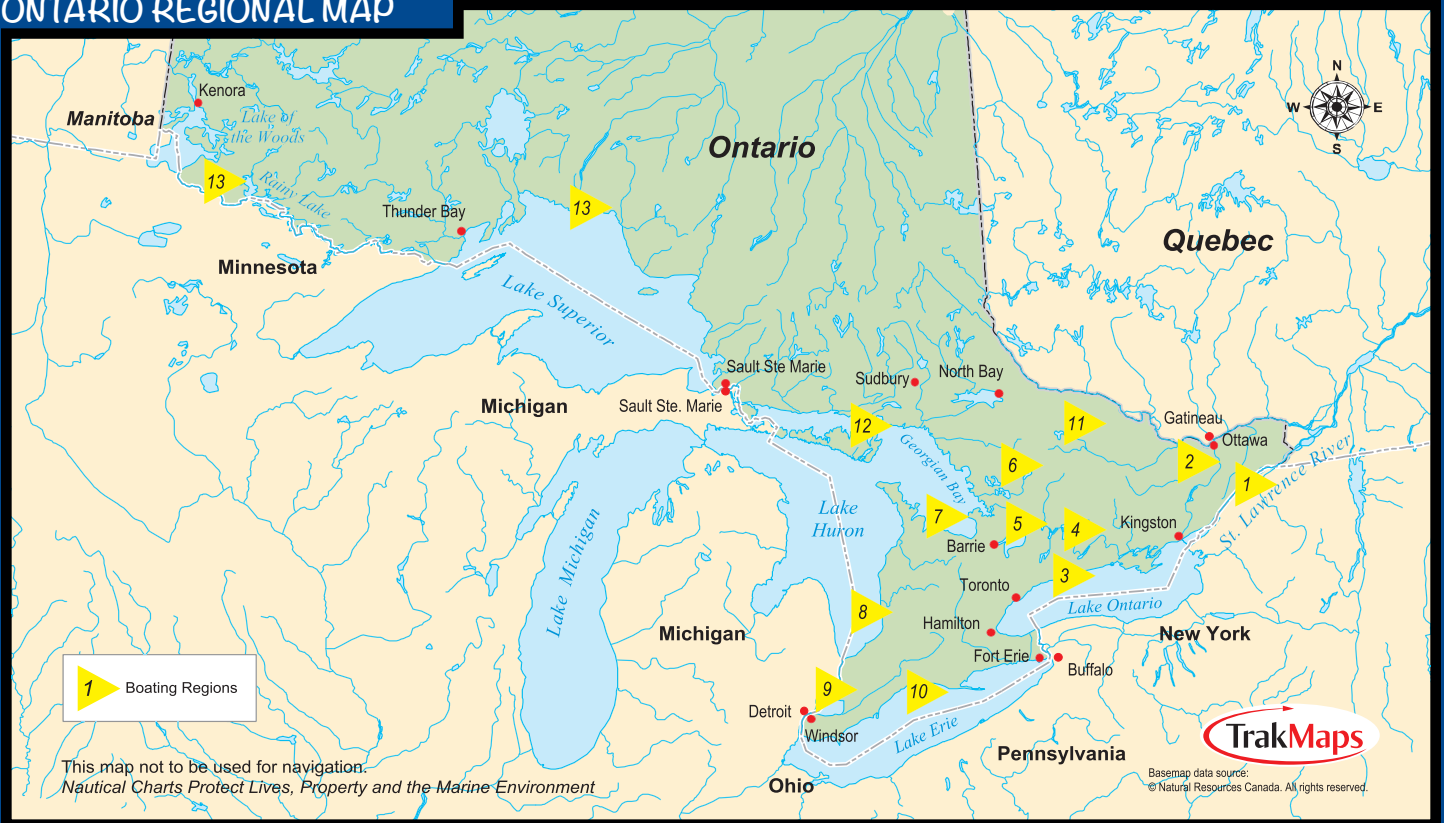 ONTARIO REGIONAL MAP
N
W
E
S
Kenora
Manitoba
Lake of
the Woods
Ontario
13
Rainy Lake
Thunder Bay
13
Quebec
Minnesota
Lake Superior
Sault Ste Marie
Sudbury
North Bay
Michigan
Sault Ste. Marie
12
11
Gatineau
Ottawa
Georgian Bay
6
2
1
St. Lawrence River
Lake
Huron
7
5
4
Kingston
Barrie
Lake Michigan
3
Toronto
Lake Ontario
8
Hamilton
Michigan
New York
Fort Erie
Buffalo
1
Boating Regions
9
10
Detroit
Windsor
Lake Erie
Pennsylvania
TrakMaps
This map not to be used for navigation.
Nautical Charts Protect Lives, Property and the Marine Environment
Ohio
Basemap data source:
© Natural Resources Canada. All rights reserved.